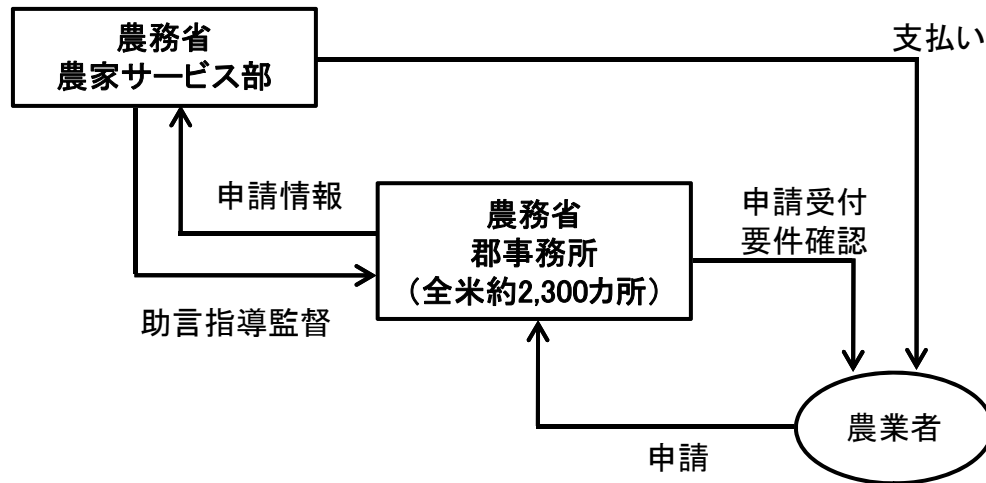 農務省
農家サービス部
支払い
申請情報
農務省
郡事務所
（全米約2,300カ所）
申請受付
要件確認
助言指導監督
農業者
申請